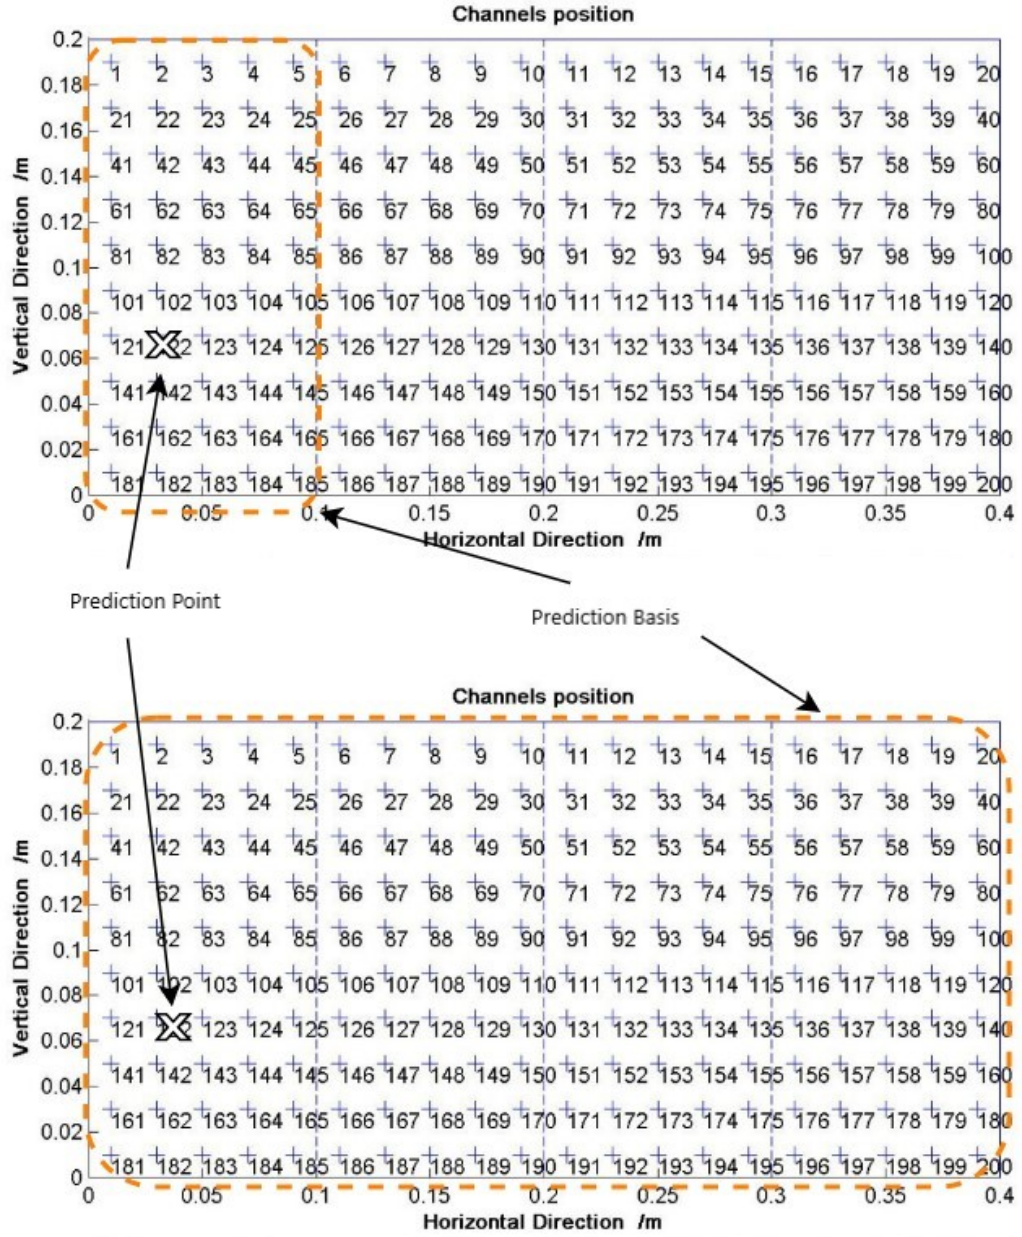 Channels position
0.2
1 2 3 4 5 6 7 8 9 10 11 12 13 14 15 16 17 18 19 20
0.18
21 22 23 24 25 26 27 28 29 30 31 32 33 34 35 36 37 38 39 40
0.16
41 42 43 44 45 46 47 48 49 50 51 52 53 54 55 56 57 58 59 60
0.14
61 62 63 64 65 66 67 68 69 70 71 72 73 74 75 76 77 78 79 80
0.12
81 82 83 84 85 86 87 88 89 90 91 92 93 94 95 96 97 98 99 100
0.1
101 102 103 104 105 106 107 108 109 110 111 112 113 114 115 116 117 118 119 120
0.08
121 123 124 125 126 127 128 129 130 131 132 133 134 135 136 137 138 139 140
0.06
141 142 143 144 145 146 147 148 149 150 151 152 153 154 155 156 157 158 159 160
0.04
161 162 163 164 165 166 167 168 169 170 171 172 173 174 175 176 177 178 179 180
0.02
181 182 183 184 185 186 187 188 189 190 191 192 193 194 195 196 197 198 199 200
0
0 0.05 0.1 0.15 0.2 0.25 0.3 0.35 0.4
Vertical Direction /m
Horizontal Direction /m
Prediction Point
Prediction Basis
Channels position
0.2
1 2 3 4 5 6 7 8 9 10 11 12 13 14 15 16 17 18 19 20
0.18
21 22 23 24 25 26 27 28 29 30 31 32 33 34 35 36 37 38 39 40
0.16
41 42 43 44 45 46 47 48 49 50 51 52 53 54 55 56 57 58 59 60
0.14
61 62 63 64 65 66 67 68 69 70 71 72 73 74 75 76 77 78 79 80
0.12
81 82 83 84 85 86 87 88 89 90 91 92 93 94 95 96 97 98 99 100
0.1
101 102 103 104 105 106 107 108 109 110 111 112 113 114 115 116 117 118 119 120
0.08
121 123 124 125 126 127 128 129 130 131 132 133 134 135 136 137 138 139 140
0.06
141 142 143 144 145 146 147 148 149 150 151 152 153 154 155 156 157 158 159 160
0.04
161 162 163 164 165 166 167 168 169 170 171 172 173 174 175 176 177 178 179 180
0.02
181 182 183 184 185 186 187 188 189 190 191 192 193 194 195 196 197 198 199 200
0
0 0.05 0.1 0.15 0.2 0.25 0.3 0.35 0.4
Vertical Direction /m
Horizontal Direction /m